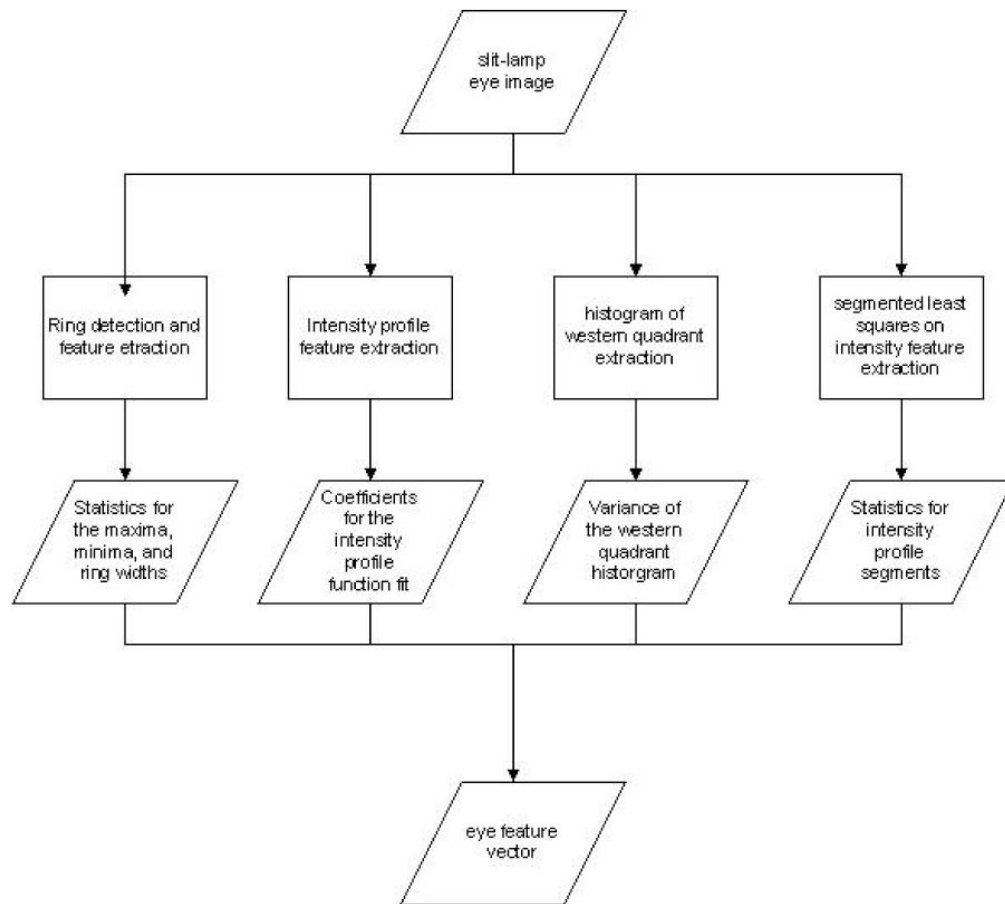 slit-lamp
eye image
Ring detection and
feature etraction
Intensity profile
feature extraction
histogram of
western quadrant
extraction
segmented least
squares on
intensity feature
extraction
Statistics for
the maxima,
minima, and
ring widths
Coefficients
for the
intensity
profile
function fit
Variance of
the western
quadrant
historgram
Statistics for
intensity
profile
segments
eye feature
vector